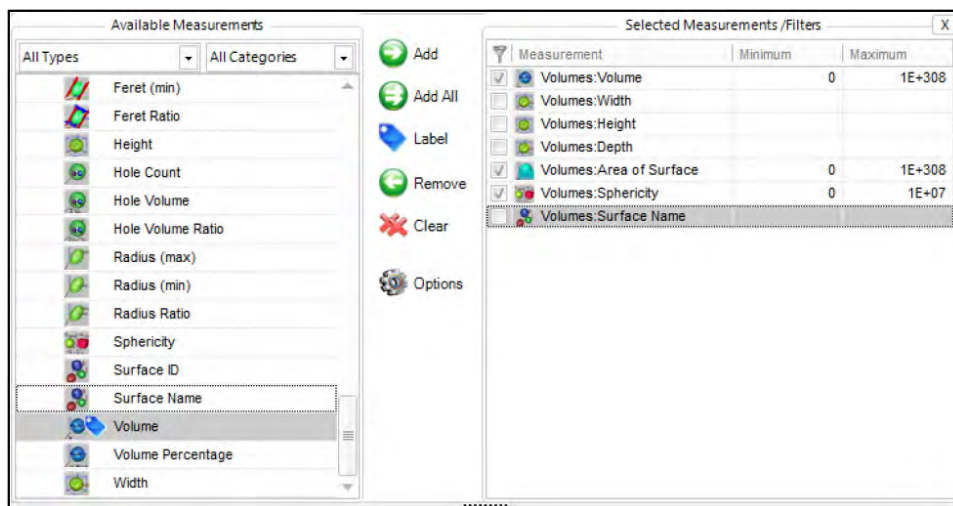 Available Measurements
All Types
All Categories
Feret (min)
Feret Ratio
Height
Hole Count
Hole Volume
Hole Volume Ratio
Radius (max)
Radius (min)
Radius Ratio
Sphericity
Surface ID
Surface Name
Volume
Volume Percentage
Width
Add
Add All
Label
Remove
Clear
Options
Selected Measurements /Filters X
Measurement Minimum Maximum
Volumes:Volume 0 1E+308
Volumes:Width
Volumes:Height
Volumes:Depth
Volumes:Area of Surface 0 1E+308
Volumes:Sphericity 0 1E+07
Volumes:Surface Name